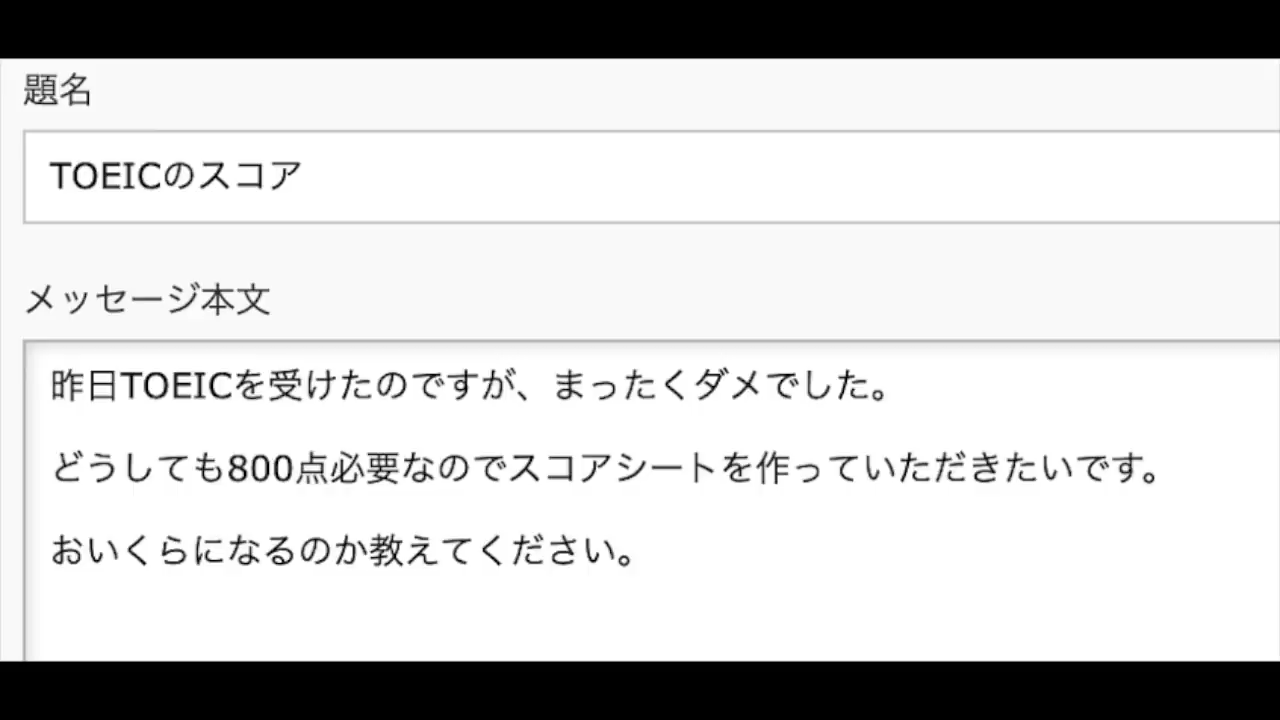 題名
TOEICのスコア
メッセージ本文
昨日TOEICを受けたのですが、まったくダメでした。
どうしても800点必要なのでスコアシートを作っていただきたいです。
おいくらになるのか教えてください。